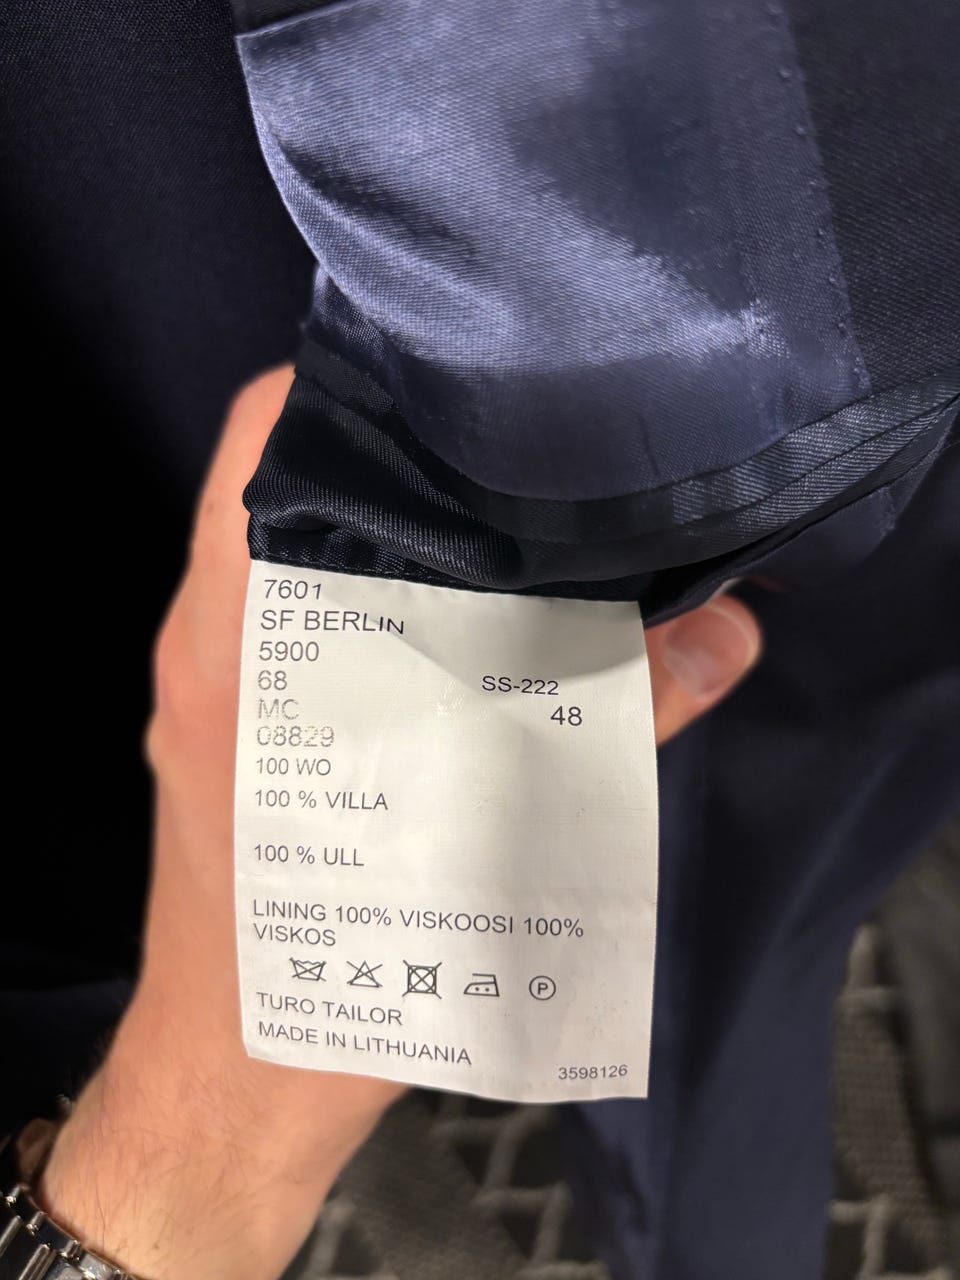 7601
SF BERLIN
5900
68 SS-222
MC 48
08829
100 WO
100 % VILLA
100 % ULL
LINING 100% VISKOOSI 100%
VISKOS
P
TURO TAILOR
MADE IN LITHUANIA
3598126